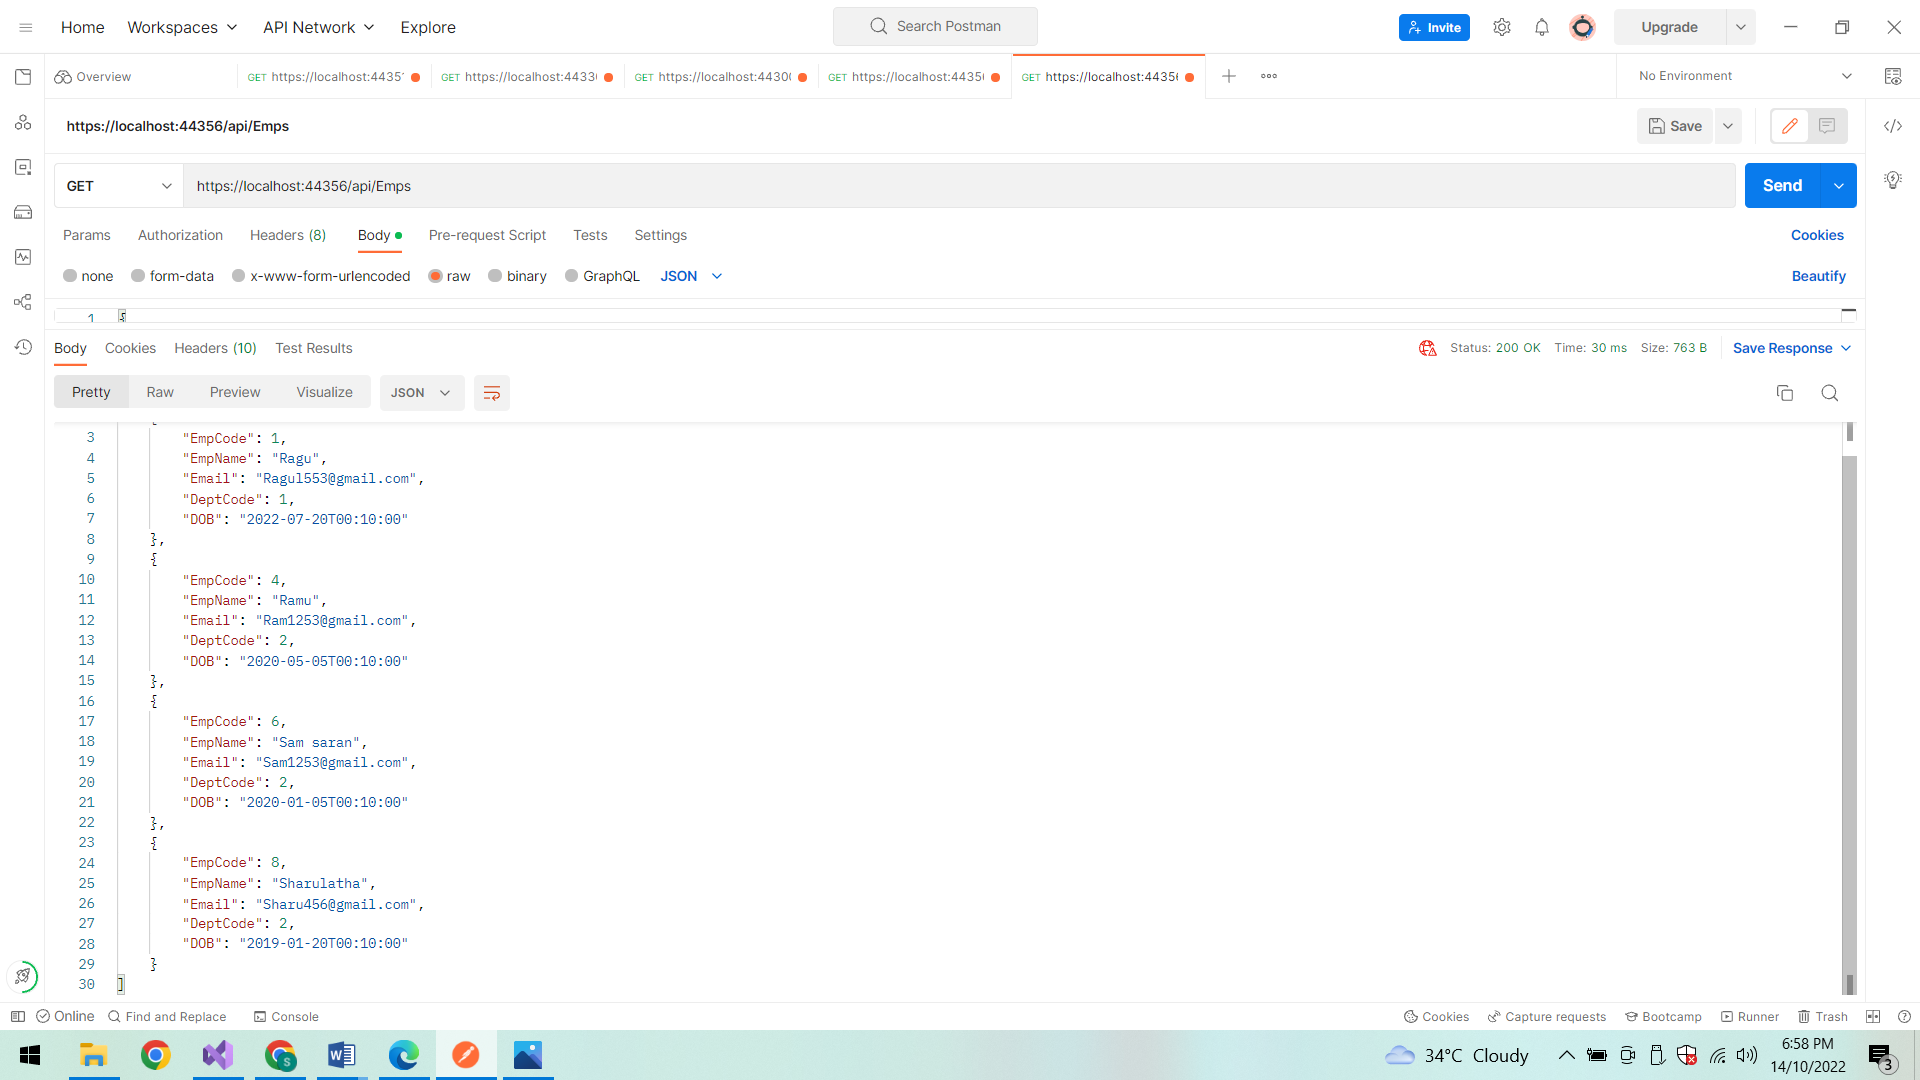 Home Workspaces API Network Explore Search Postman Invite Upgrade
Overview GET https://localhost:4435 GET https://localhost:4433 GET https://localhost:4430 GET https://localhost:4435 GET https://localhost:4435 No Environment
https://localhost:44356/api/Emps Save
GET https://localhost:44356/api/Emps Send
Params Authorization Headers (8) Body Pre-request Script Tests Settings Cookies
none form-data x-www-form-urlencoded raw binary GraphQL JSON Beautify
1 {
Body Cookies Headers (10) Test Results Status: 200 OK Time: 30 ms Size: 763 B Save Response
Pretty Raw Preview Visualize JSON
{
3 "EmpCode": 1,
4 "EmpName": "Ragu",
5 "Email": "Ragul553@gmail.com",
6 "DeptCode": 1,
7 "DOB": "2022-07-20T00:10:00"
8 },
9 {
10 "EmpCode": 4,
11 "EmpName": "Ramu",
12 "Email": "Ram1253@gmail.com",
13 "DeptCode": 2,
14 "DOB": "2020-05-05T00:10:00"
15 },
16 {
17 "EmpCode": 6,
18 "EmpName": "Sam saran",
19 "Email": "Sam1253@gmail.com",
20 "DeptCode": 2,
21 "DOB": "2020-01-05T00:10:00"
22 },
23 {
24 "EmpCode": 8,
25 "EmpName": "Sharulatha",
26 "Email": "Sharu456@gmail.com",
27 "DeptCode": 2,
28 "DOB": "2019-01-20T00:10:00"
29 }
30 ]
Online Find and Replace Console Cookies Capture requests Bootcamp Runner Trash
34°C Cloudy 6:58 PM
14/10/2022 3